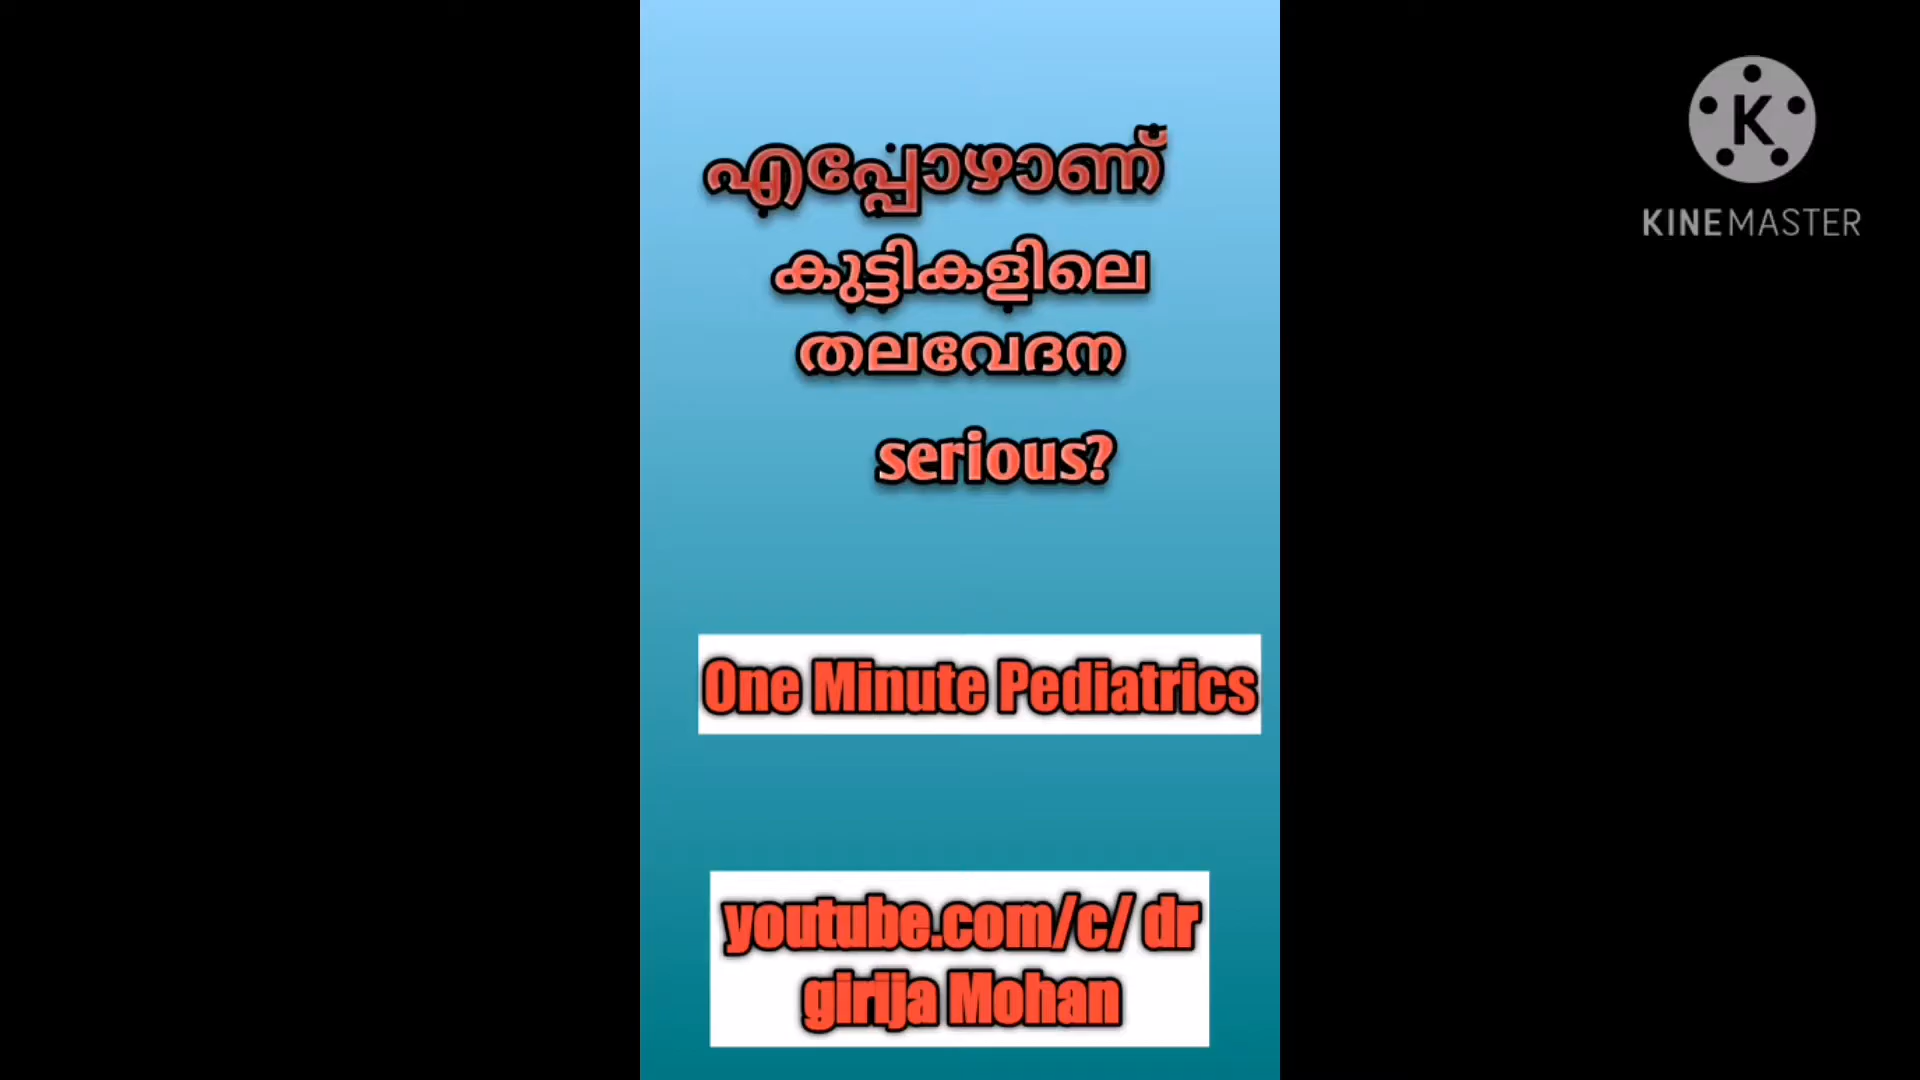 എപ്പോഴാണ്
കുട്ടികളിലെ
തലവേദന
serious?
One Minute Pediatrics
youtube.com/c/ dr
girija Mohan
K
KINEMASTER